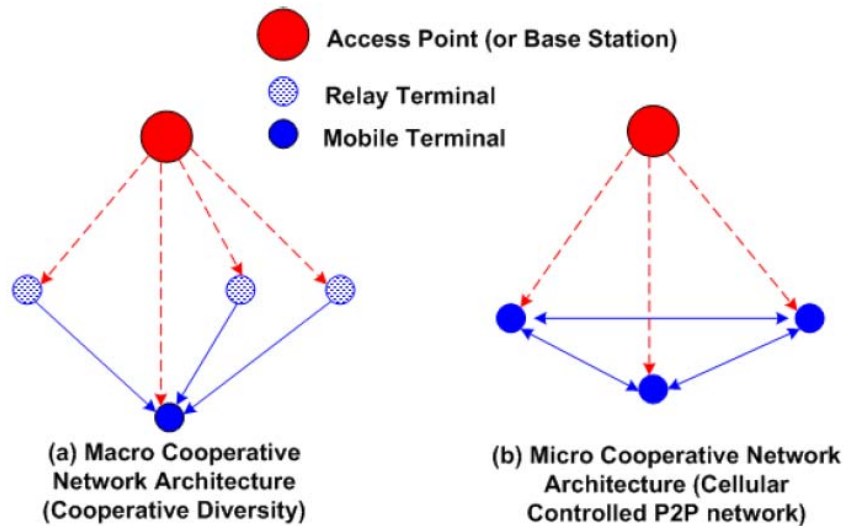 Access Point (or Base Station)
Relay Terminal
Mobile Terminal
(a) Macro Cooperative
Network Architecture
(Cooperative Diversity)
(b) Micro Cooperative Network
Architecture (Cellular
Controlled P2P network)